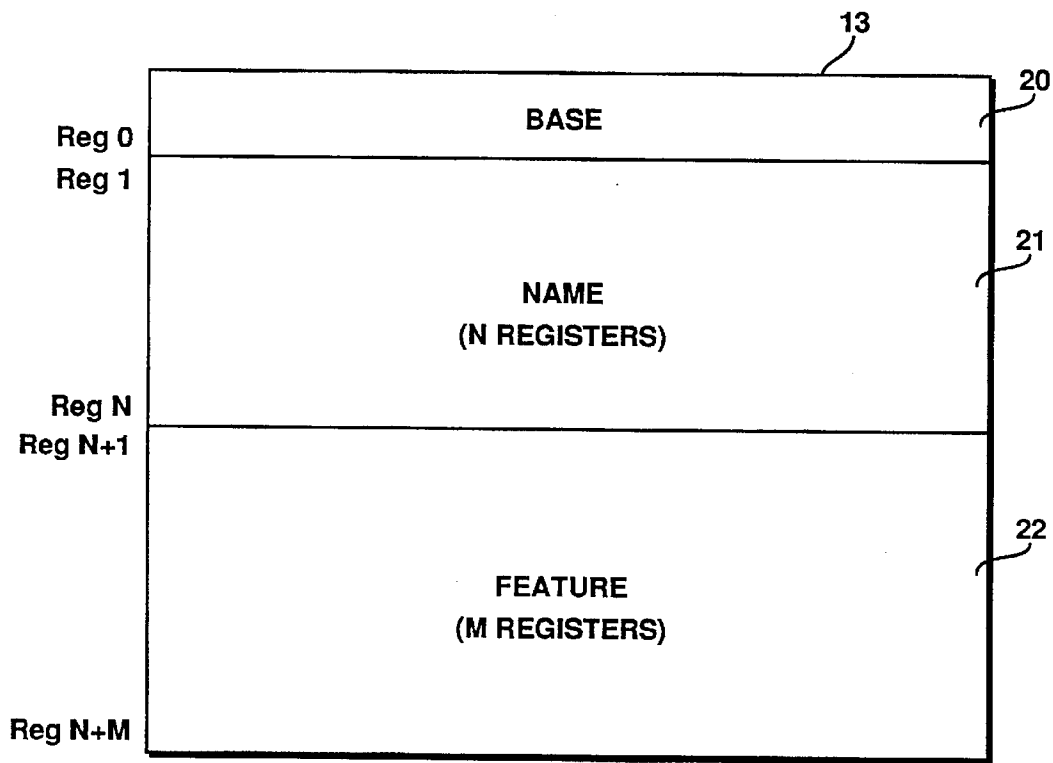 13
20
BASE
Reg 0
Reg 1
21
NAME
(N REGISTERS)
Reg N
Reg N+1
22
FEATURE
(M REGISTERS)
Reg N+M